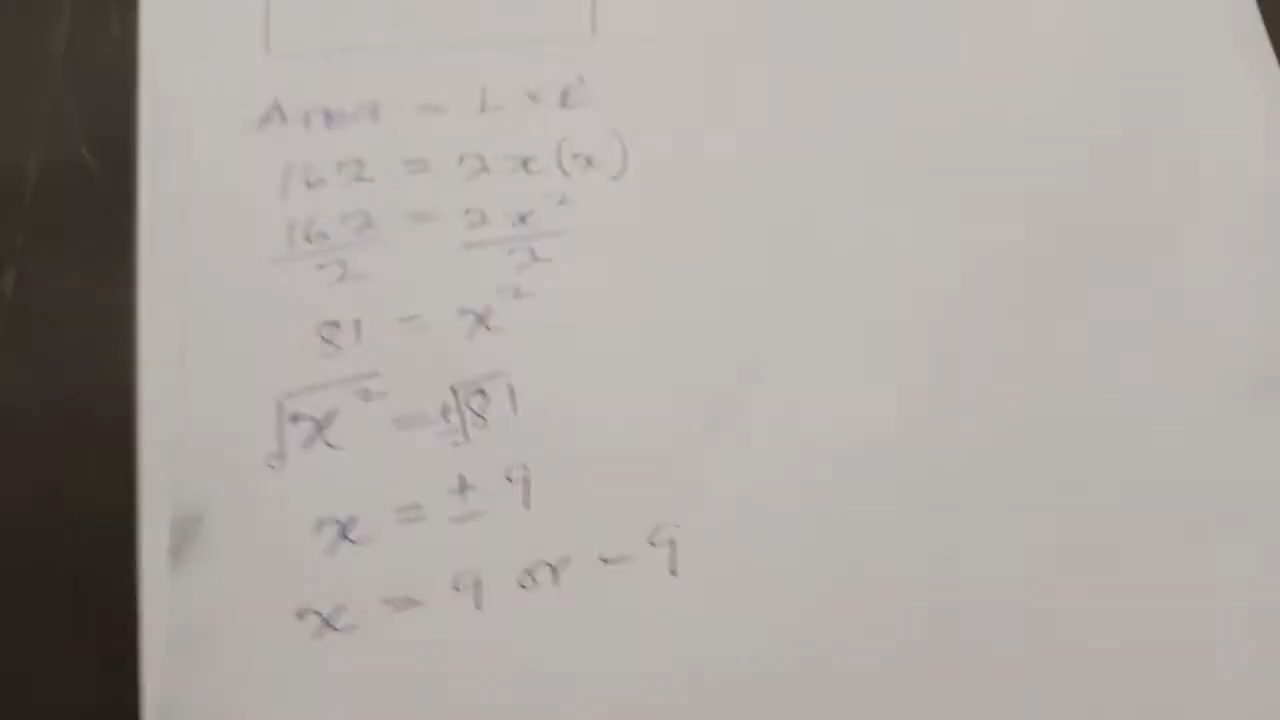 Area = L × L
162 = 2x(x)
162/2 = 2x²/2
81 = x²
√x² = ±√81
x = ± 9
x = 9 or - 9